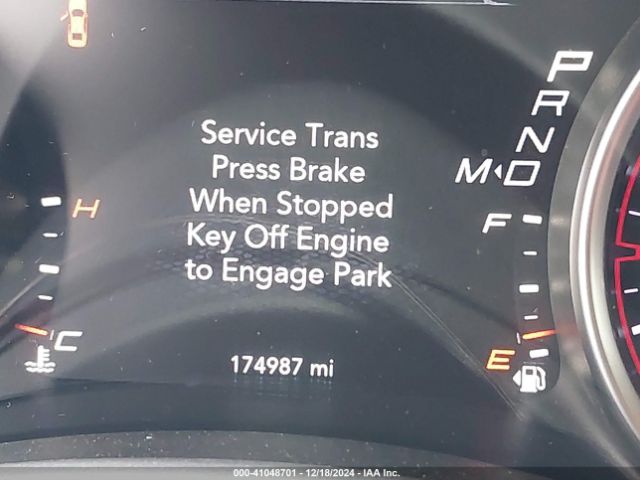 P
R
N
M D
Service Trans
Press Brake
When Stopped
Key Off Engine
to Engage Park
H
F
C
E
174987 mi
000-41048701 - 12/18/2024 - IAA Inc.